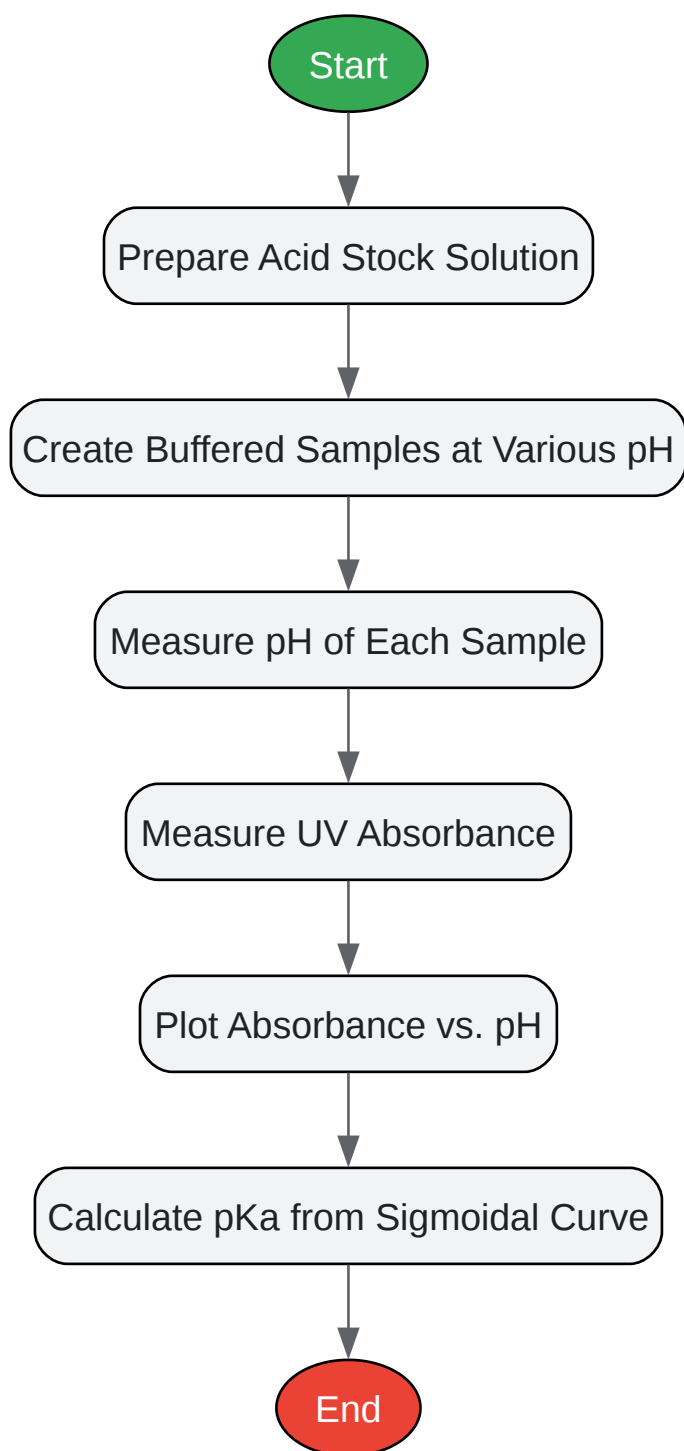 Start
Prepare Acid Stock Solution
Create Buffered Samples at Various pH
Measure pH of Each Sample
Measure UV Absorbance
Plot Absorbance vs. pH
Calculate pKa from Sigmoidal Curve
End